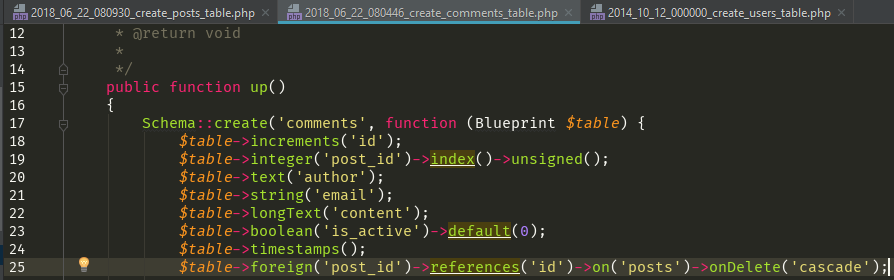 2018_06_22_080930_create_posts_table.php × 2018_06_22_080446_create_comments_table.php × 2014_10_12_000000_create_users_table.php ×
12 * @return void
13 *
14 */
15 public function up()
16 {
17 Schema::create('comments', function (Blueprint $table) {
18 $table->increments('id');
19 $table->integer('post_id')->index()->unsigned();
20 $table->text('author');
21 $table->string('email');
22 $table->longText('content');
23 $table->boolean('is_active')->default(0);
24 $table->timestamps();
25 $table->foreign('post_id')->references('id')->on('posts')->onDelete('cascade');